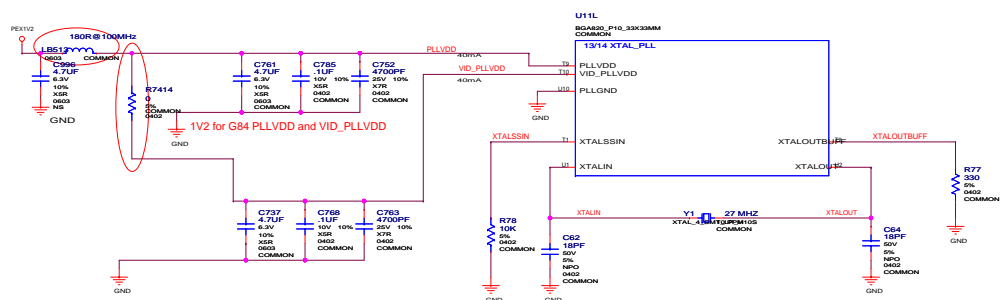 U11L
BGA820_P10_33X33MM
COMMON
13/14 XTAL_PLL
PEX1V2
180R@100MHz
LB513
0603
COMMON
C996
4.7UF
6.3V
10%
X5R
0603
NS
GND
R7414
0
5%
COMMON
0402
C761
4.7UF
6.3V
10%
X5R
0603
COMMON
C785
.1UF
10V 10%
X5R
0402
COMMON
C752
4700PF
25V 10%
X7R
0402
COMMON
GND
1V2 for G84 PLLVDD and VID_PLLVDD
PLLVDD
40mA
VID_PLLVDD
40mA
T9
PLLVDD
T10
VID_PLLVDD
U10
PLLGND
GND
XTALSSIN
T1
XTALSSIN
U1
XTALIN
XTALOUTBUFF
XTALOUTBUFF
XTALOUT
U2
C737
4.7UF
6.3V
10%
X5R
0603
COMMON
C768
.1UF
10V 10%
X5R
0402
COMMON
C763
4700PF
25V 10%
X7R
0402
COMMON
GND
R78
10K
5%
0402
COMMON
GND
XTALIN
C62
18PF
50V
5%
NPO
0402
COMMON
GND
Y1
27 MHZ
COMMON
XTALOUT
C64
18PF
50V
5%
NPO
0402
COMMON
GND
R77
330
5%
0402
COMMON
GND